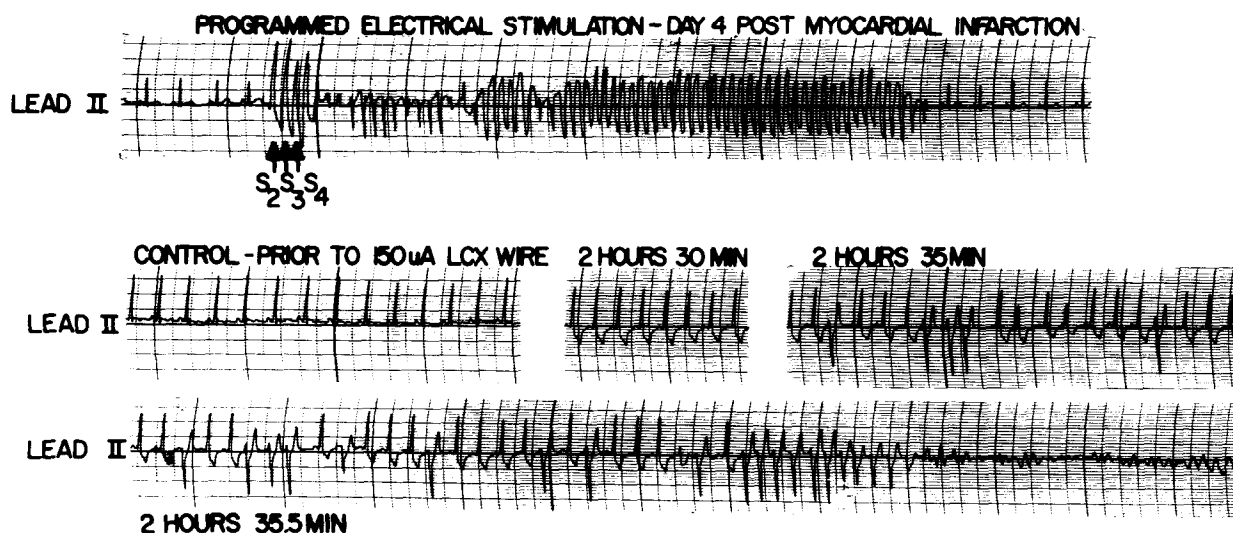 PROGRAMMED ELECTRICAL STIMULATION - DAY 4 POST MYOCARDIAL INFARCTION
LEAD II
S2 S3 S4
CONTROL - PRIOR TO 150uA LCX WIRE 2 HOURS 30 MIN 2 HOURS 35 MIN
LEAD II
LEAD II
2 HOURS 35.5 MIN